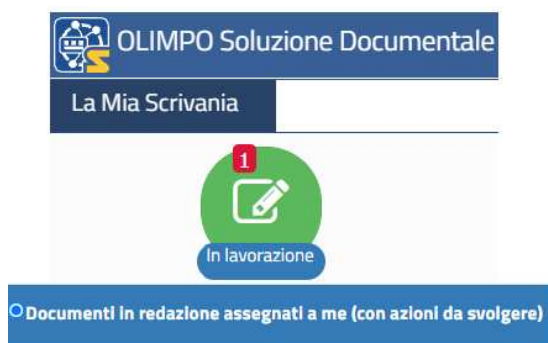 OLIMPO Soluzione Documentale
La Mia Scrivania
1
In lavorazione
Documenti in redazione assegnati a me (con azioni da svolgere)